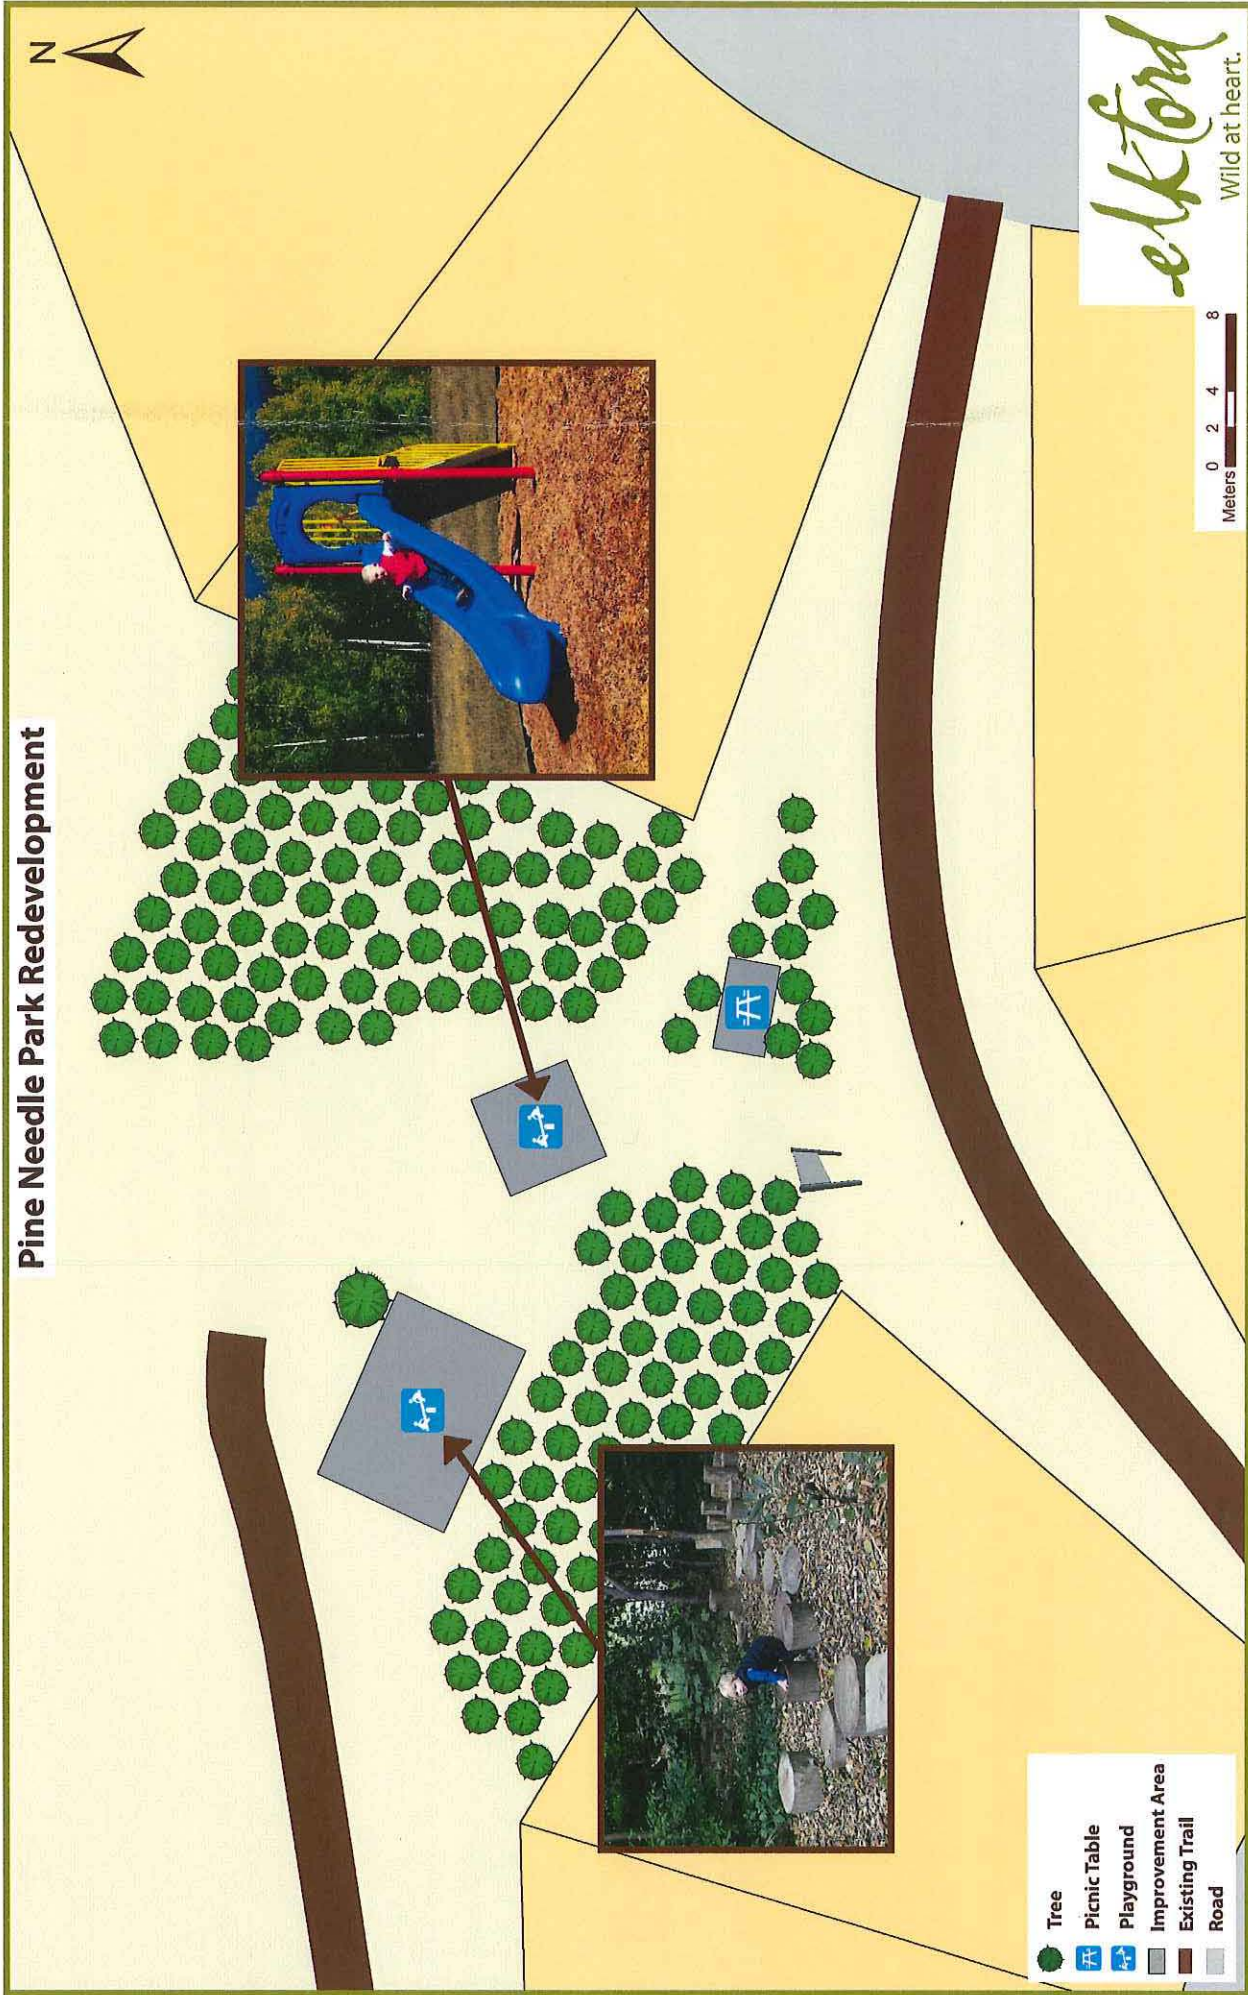 Pine Needle Park Redevelopment
N
Tree
Picnic Table
Playground
Improvement Area
Existing Trail
Road
Meters
0 2 4 8
elkford
Wild at heart.